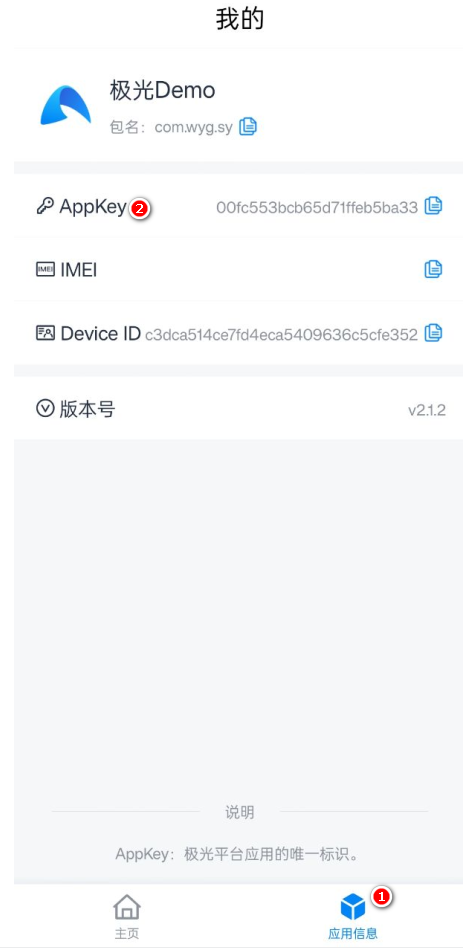 我的
极光Demo
包名：com.wyg.sy
AppKey 2 00fc553bcb65d71ffeb5ba33
IMEI IMEI
Device ID c3dca514ce7fd4eca5409636c5cfe352
V 版本号 v2.1.2
说明
AppKey：极光平台应用的唯一标识。
1
主页 应用信息